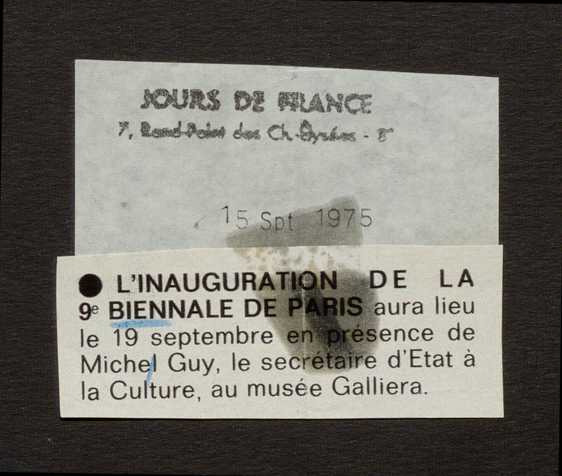 JOURS DE FRANCE
7, Rond-Point des Ch.-Élysées - 8e
15 Spt 1975
● L'INAUGURATION DE LA
9e BIENNALE DE PARIS aura lieu
le 19 septembre en présence de
Michel Guy, le secrétaire d'Etat à
la Culture, au musée Galliera.